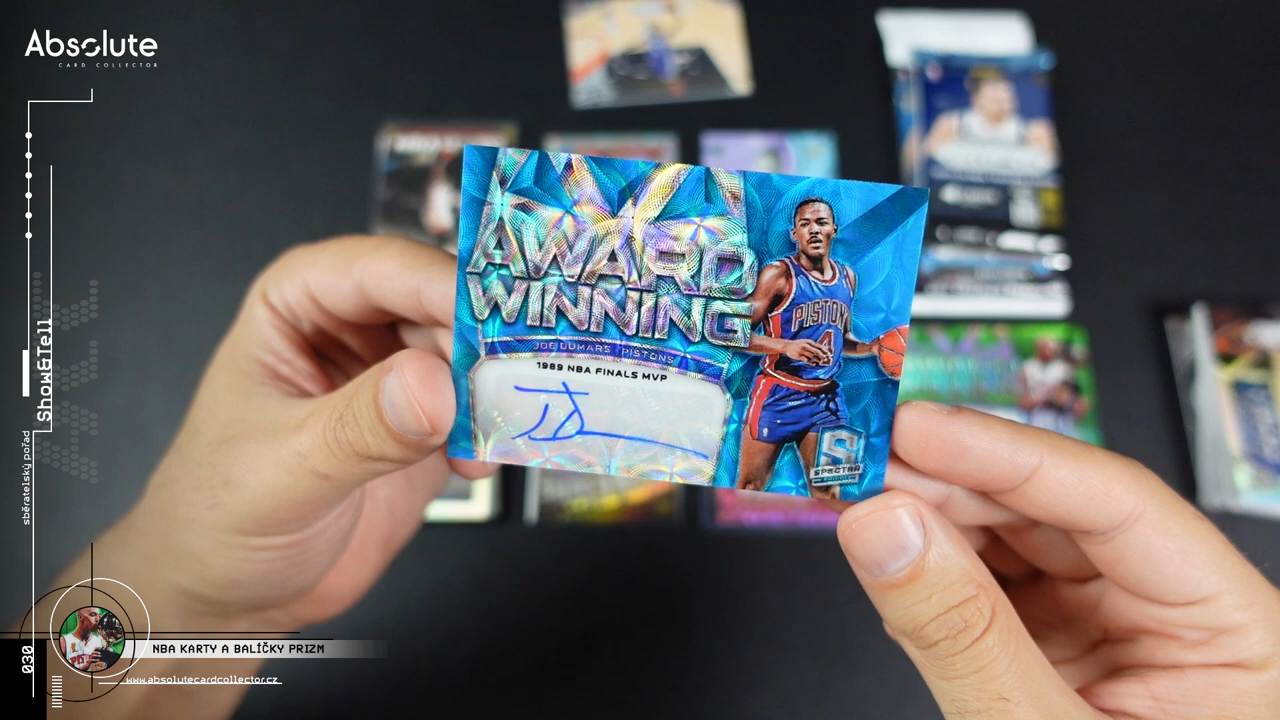 Absolute
CARD COLLECTOR
Show&Tell
sběratelský pořad
030
AWARD
WINNING
JOE DUMARS | PISTONS
1989 NBA FINALS MVP
PISTONS
4
SPECTRA
NBA KARTY A BALÍČKY PRIZM
www.absolutecardcollector.cz